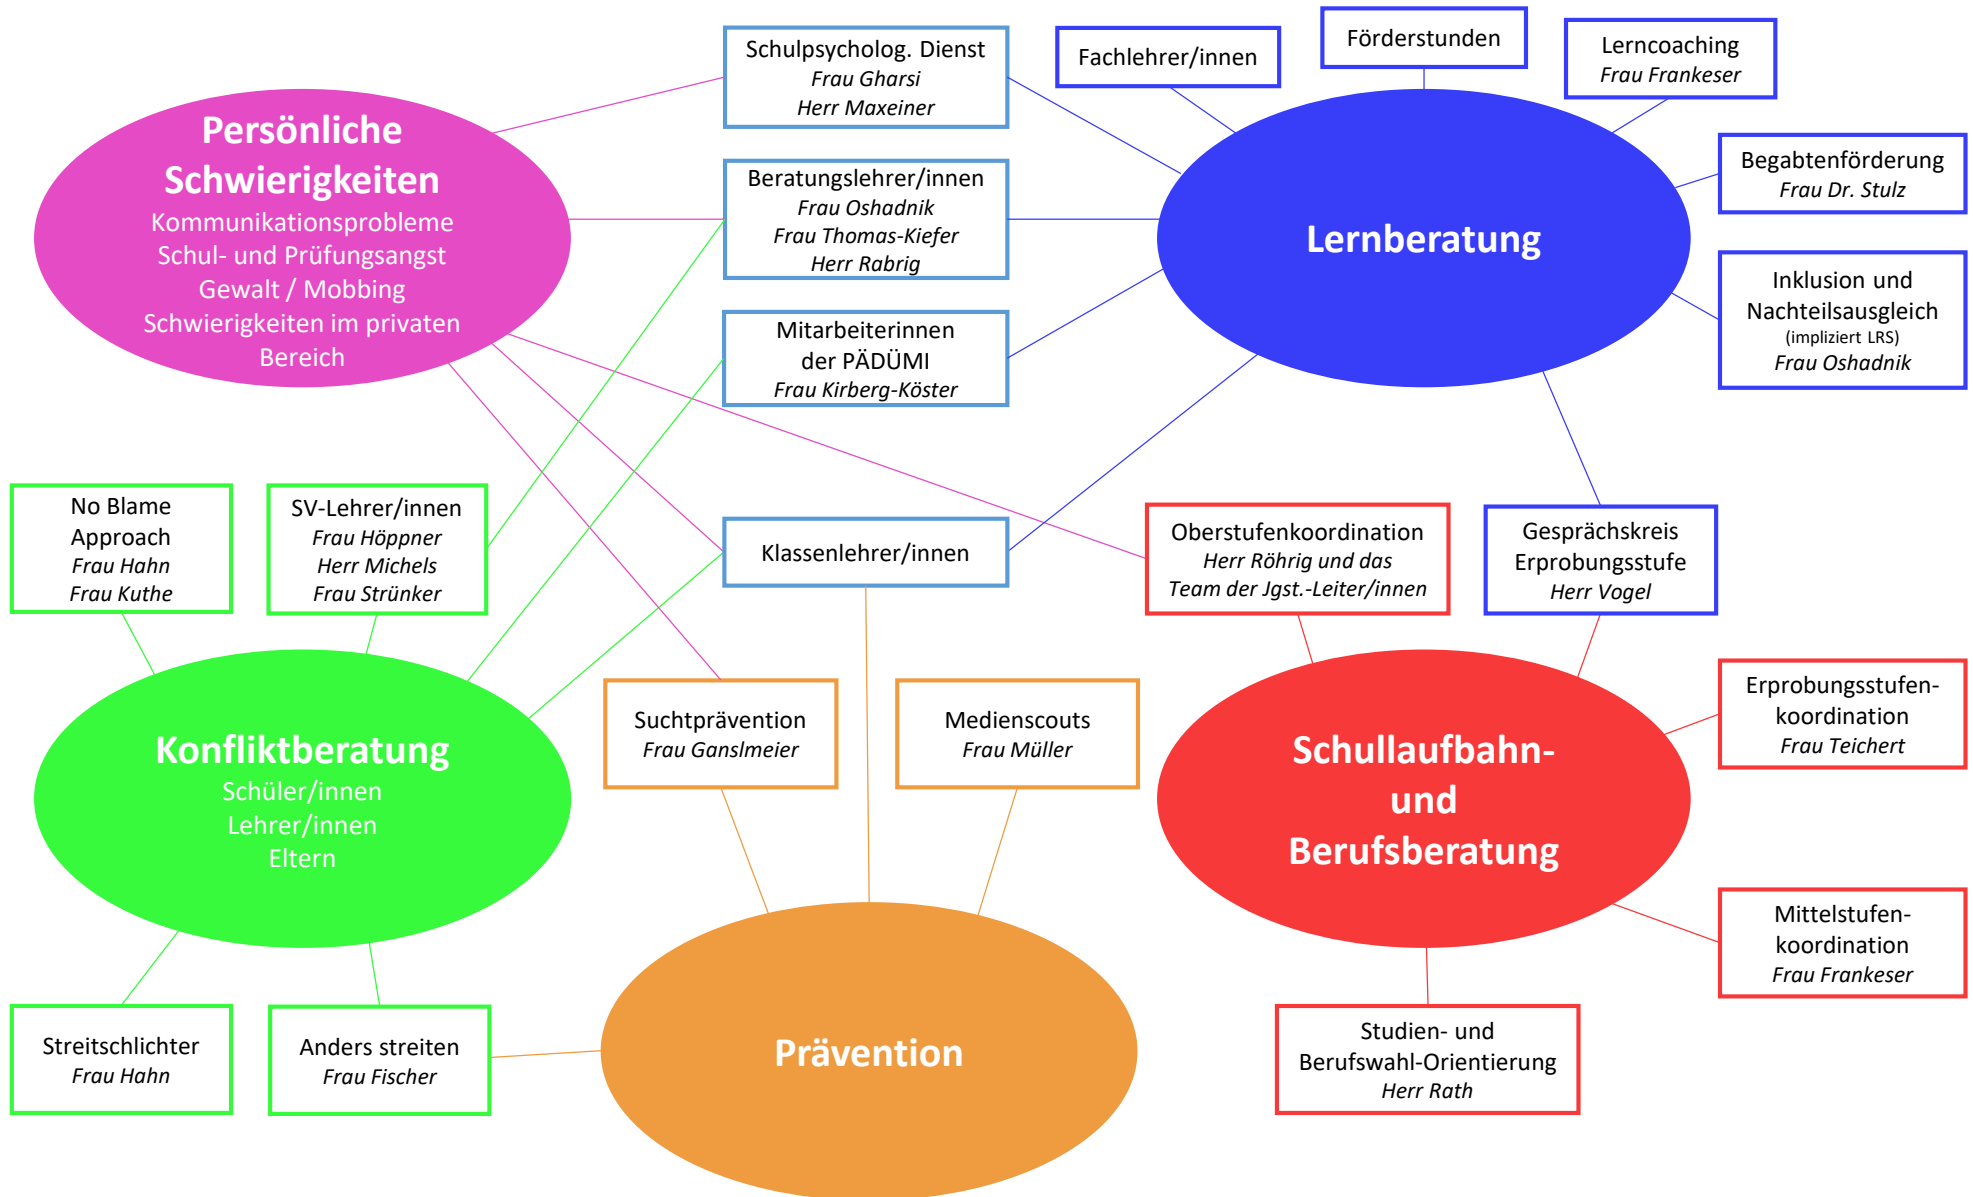 Schulpsycholog. Dienst
Frau Gharsi
Herr Maxeiner
Fachlehrer/innen
Förderstunden
Lerncoaching
Frau Frankeser
Persönliche
Schwierigkeiten
Kommunikationsprobleme
Schul- und Prüfungsangst
Gewalt / Mobbing
Schwierigkeiten im privaten
Bereich
Beratungslehrer/innen
Frau Oshadnik
Frau Thomas-Kiefer
Herr Rabrig
Lernberatung
Begabtenförderung
Frau Dr. Stulz
Inklusion und
Nachteilsausgleich
(impliziert LRS)
Frau Oshadnik
Mitarbeiterinnen
der PÄDÜMI
Frau Kirberg-Köster
No Blame
Approach
Frau Hahn
Frau Kuthe
SV-Lehrer/innen
Frau Höppner
Herr Michels
Frau Strünker
Klassenlehrer/innen
Oberstufenkoordination
Herr Röhrig und das
Team der Jgst.-Leiter/innen
Gesprächskreis
Erprobungsstufe
Herr Vogel
Konfliktberatung
Schüler/innen
Lehrer/innen
Eltern
Suchtprävention
Frau Ganslmeier
Medienscouts
Frau Müller
Schullaufbahn-
und
Berufsberatung
Erprobungsstufen-
koordination
Frau Teichert
Mittelstufen-
koordination
Frau Frankeser
Streitschlichter
Frau Hahn
Anders streiten
Frau Fischer
Prävention
Studien- und
Berufswahl-Orientierung
Herr Rath